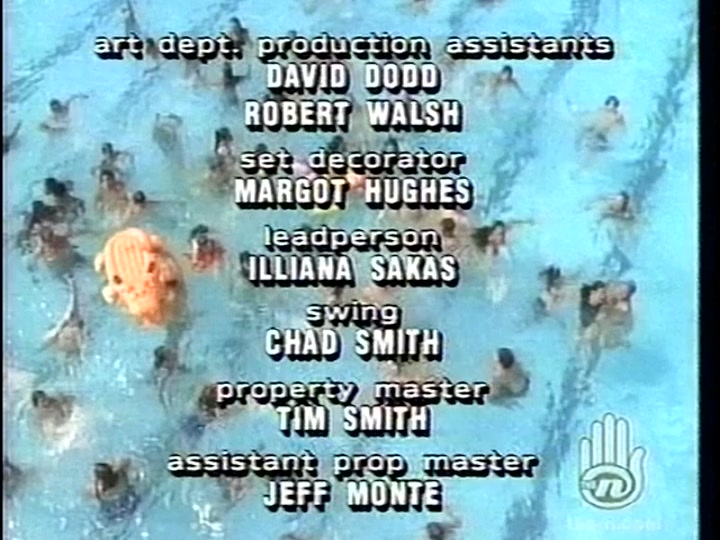 art dept. production assistants
DAVID DODD
ROBERT WALSH
set decorator
MARGOT HUGHES
leadperson
ILLIANA SAKAS
swing
CHAD SMITH
property master
TIM SMITH
assistant prop master
JEFF MONTE
n